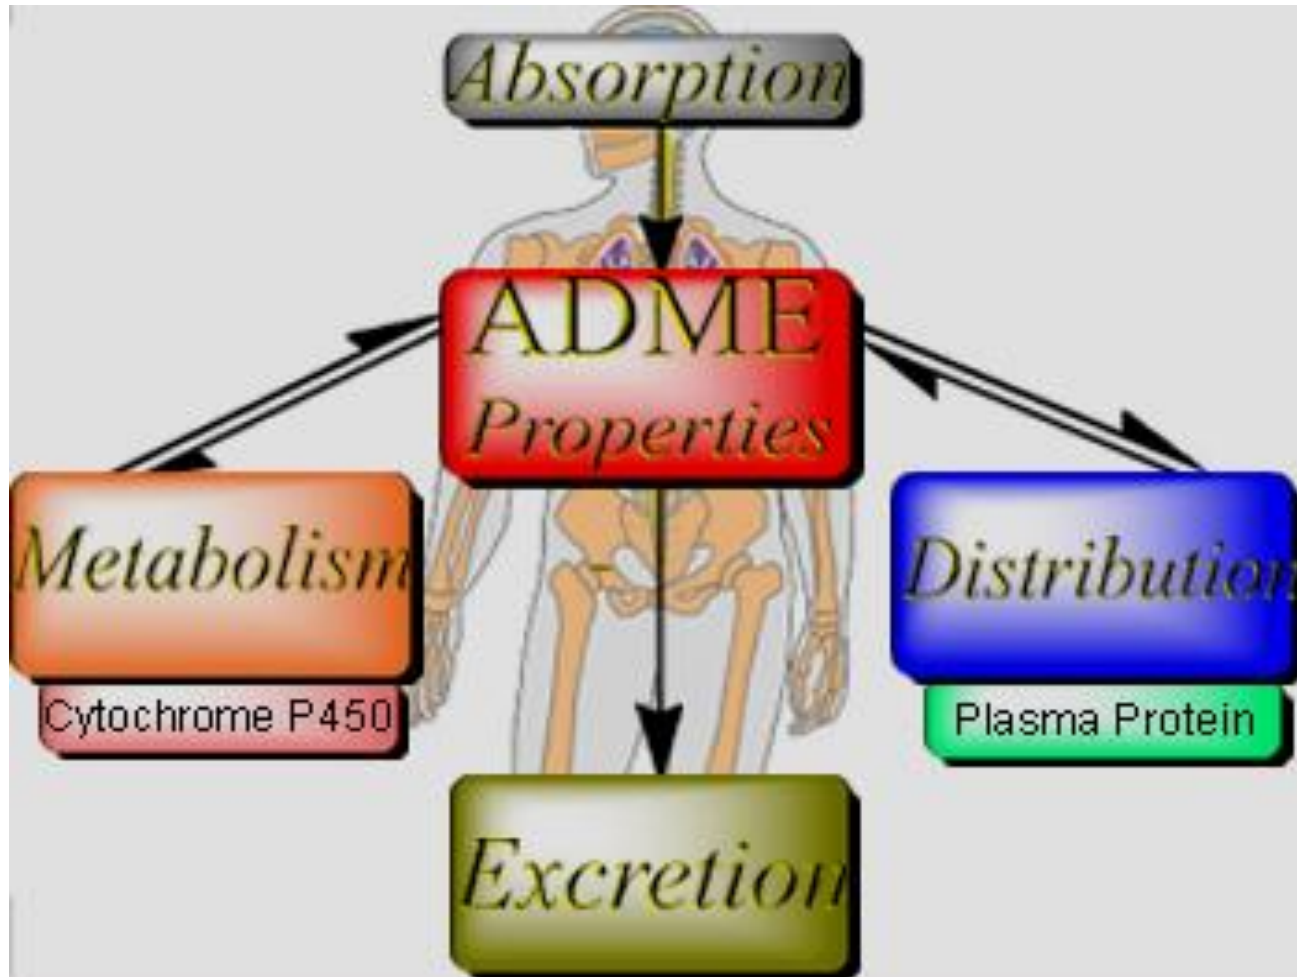 Absorption
ADME
Properties
Metabolism
Distribution
Cytochrome P450
Plasma Protein
Excretion